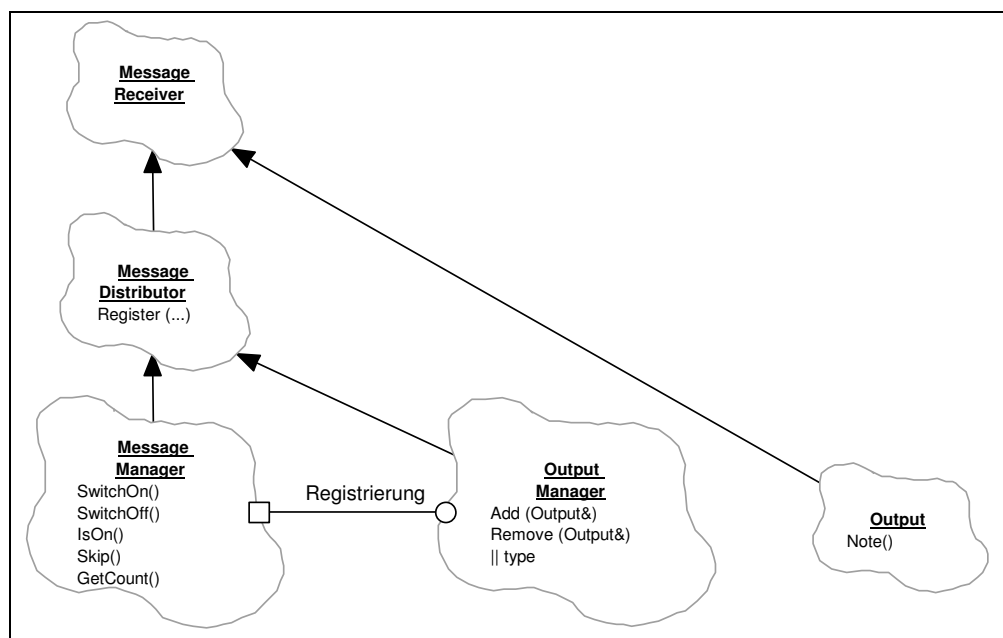 Message
Receiver
Message
Distributor
Register (...)
Message
Manager
SwitchOn()
SwitchOff()
IsOn()
Skip()
GetCount()
Registrierung
Output
Manager
Add (Output&)
Remove (Output&)
|| type
Output
Note()